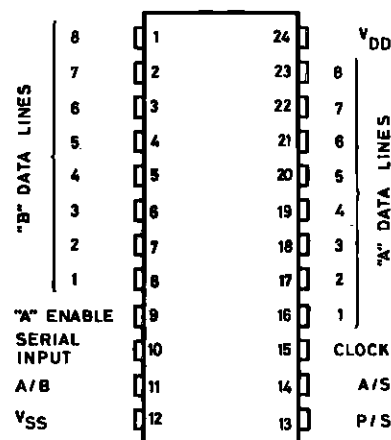 8 1 24 V_DD
7 2 23 8
6 3 22 7
5 4 21 6
4 5 20 5
3 6 19 4
2 7 18 3
1 8 17 2
"A" ENABLE 9 16 1
SERIAL
INPUT 10 15 CLOCK
A/B 11 14 A/S
V_SS 12 13 P/S
"B" DATA LINES
"A" DATA LINES